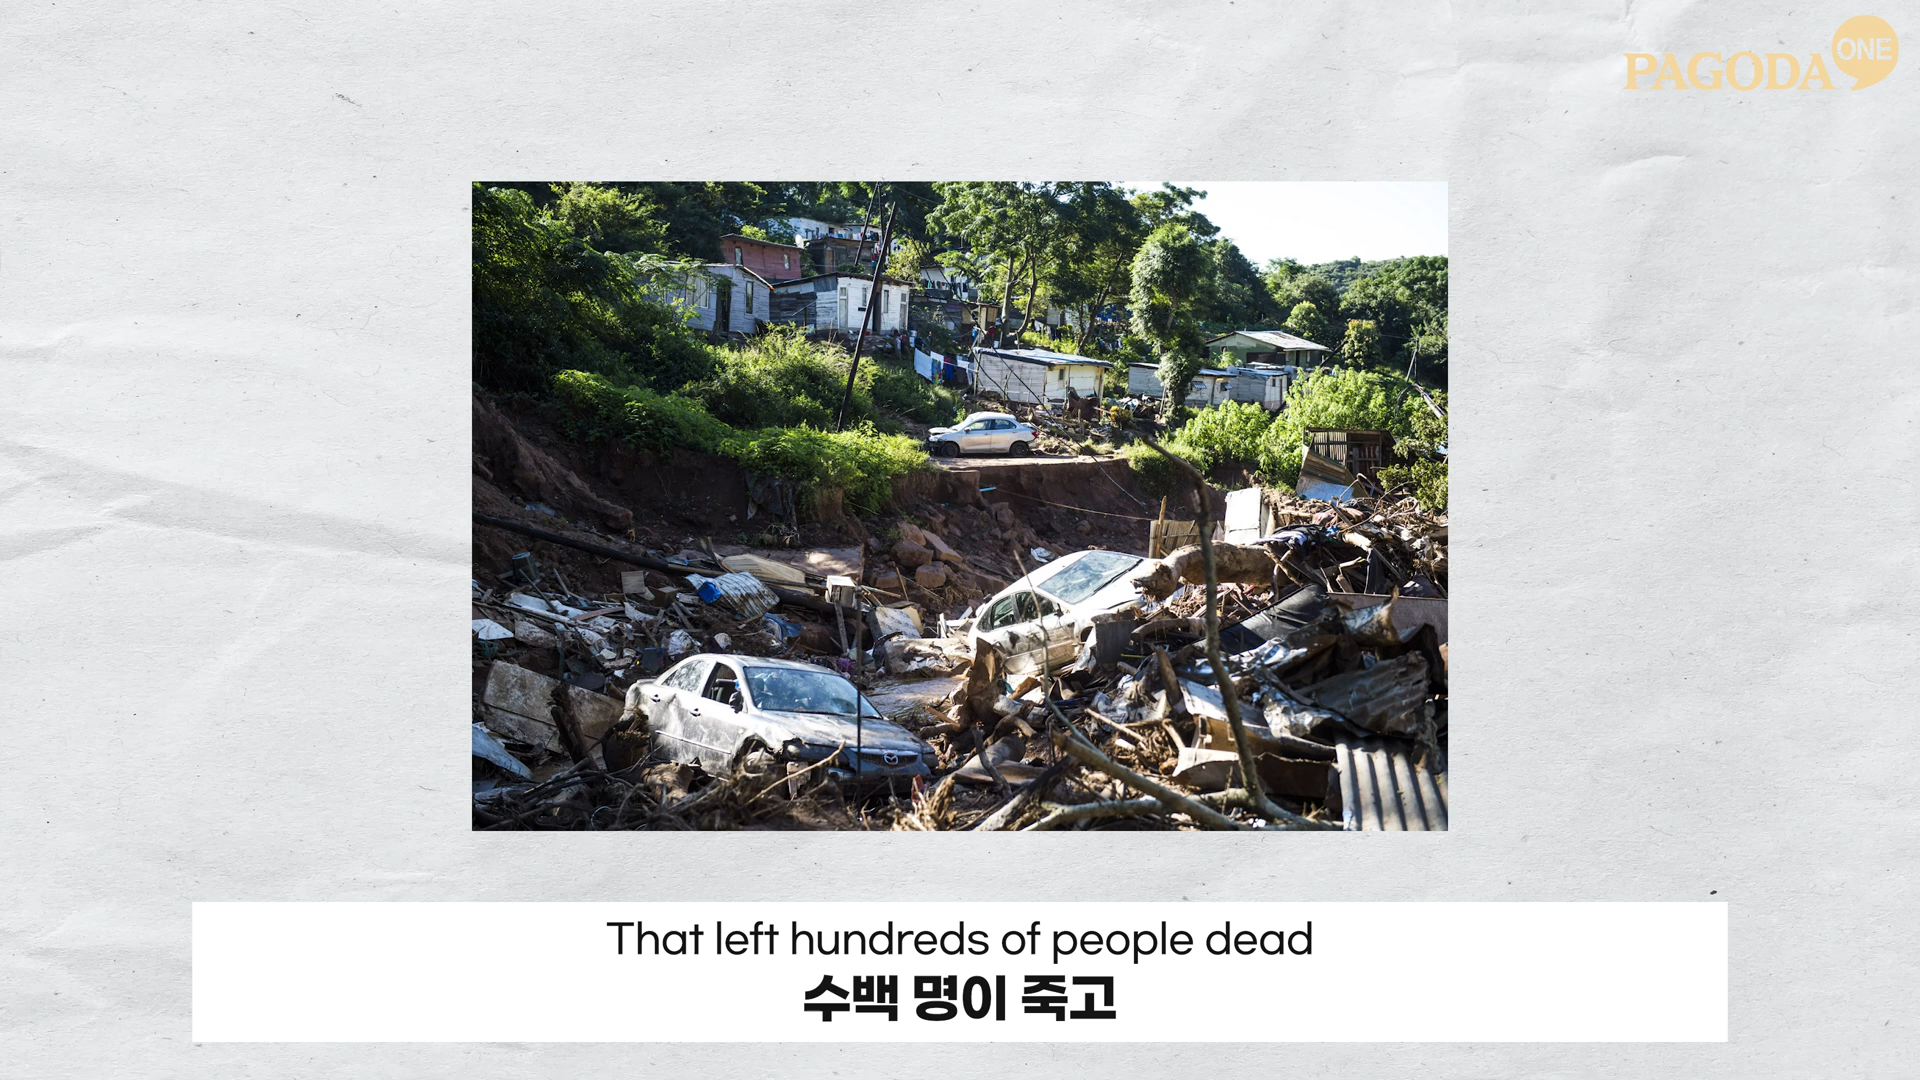 PAGODA ONE
That left hundreds of people dead
수백 명이 죽고